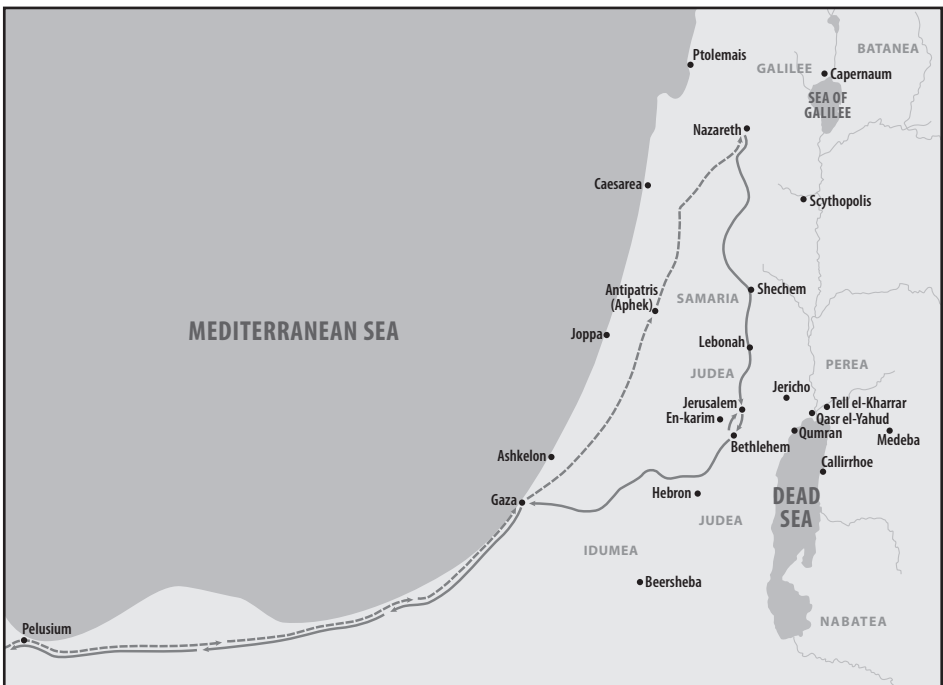 Ptolemais
BATANEA
GALILEE
Capernaum
SEA OF
GALILEE
Nazareth
Caesarea
Scythopolis
Antipatris
(Aphek)
SAMARIA
Shechem
MEDITERRANEAN SEA
Joppa
Lebonah
PEREA
JUDEA
Jericho
Jerusalem
Tell el-Kharrar
En-karim
Qasr el-Yahud
Qumran
Medeba
Bethlehem
Ashkelon
Callirrhoe
Gaza
Hebron
DEAD
SEA
JUDEA
IDUMEA
Beersheba
NABATEA
Pelusium